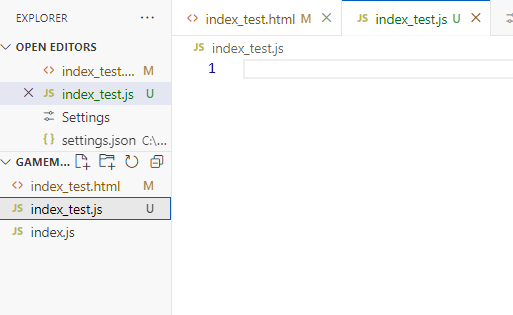 EXPLORER
OPEN EDITORS
<> index_test.... M
JS index_test.js U
Settings
{} settings.json C:\...
GAMEM...
<> index_test.html M
JS index_test.js U
JS index.js
<> index_test.html M
JS index_test.js U
JS index_test.js
1